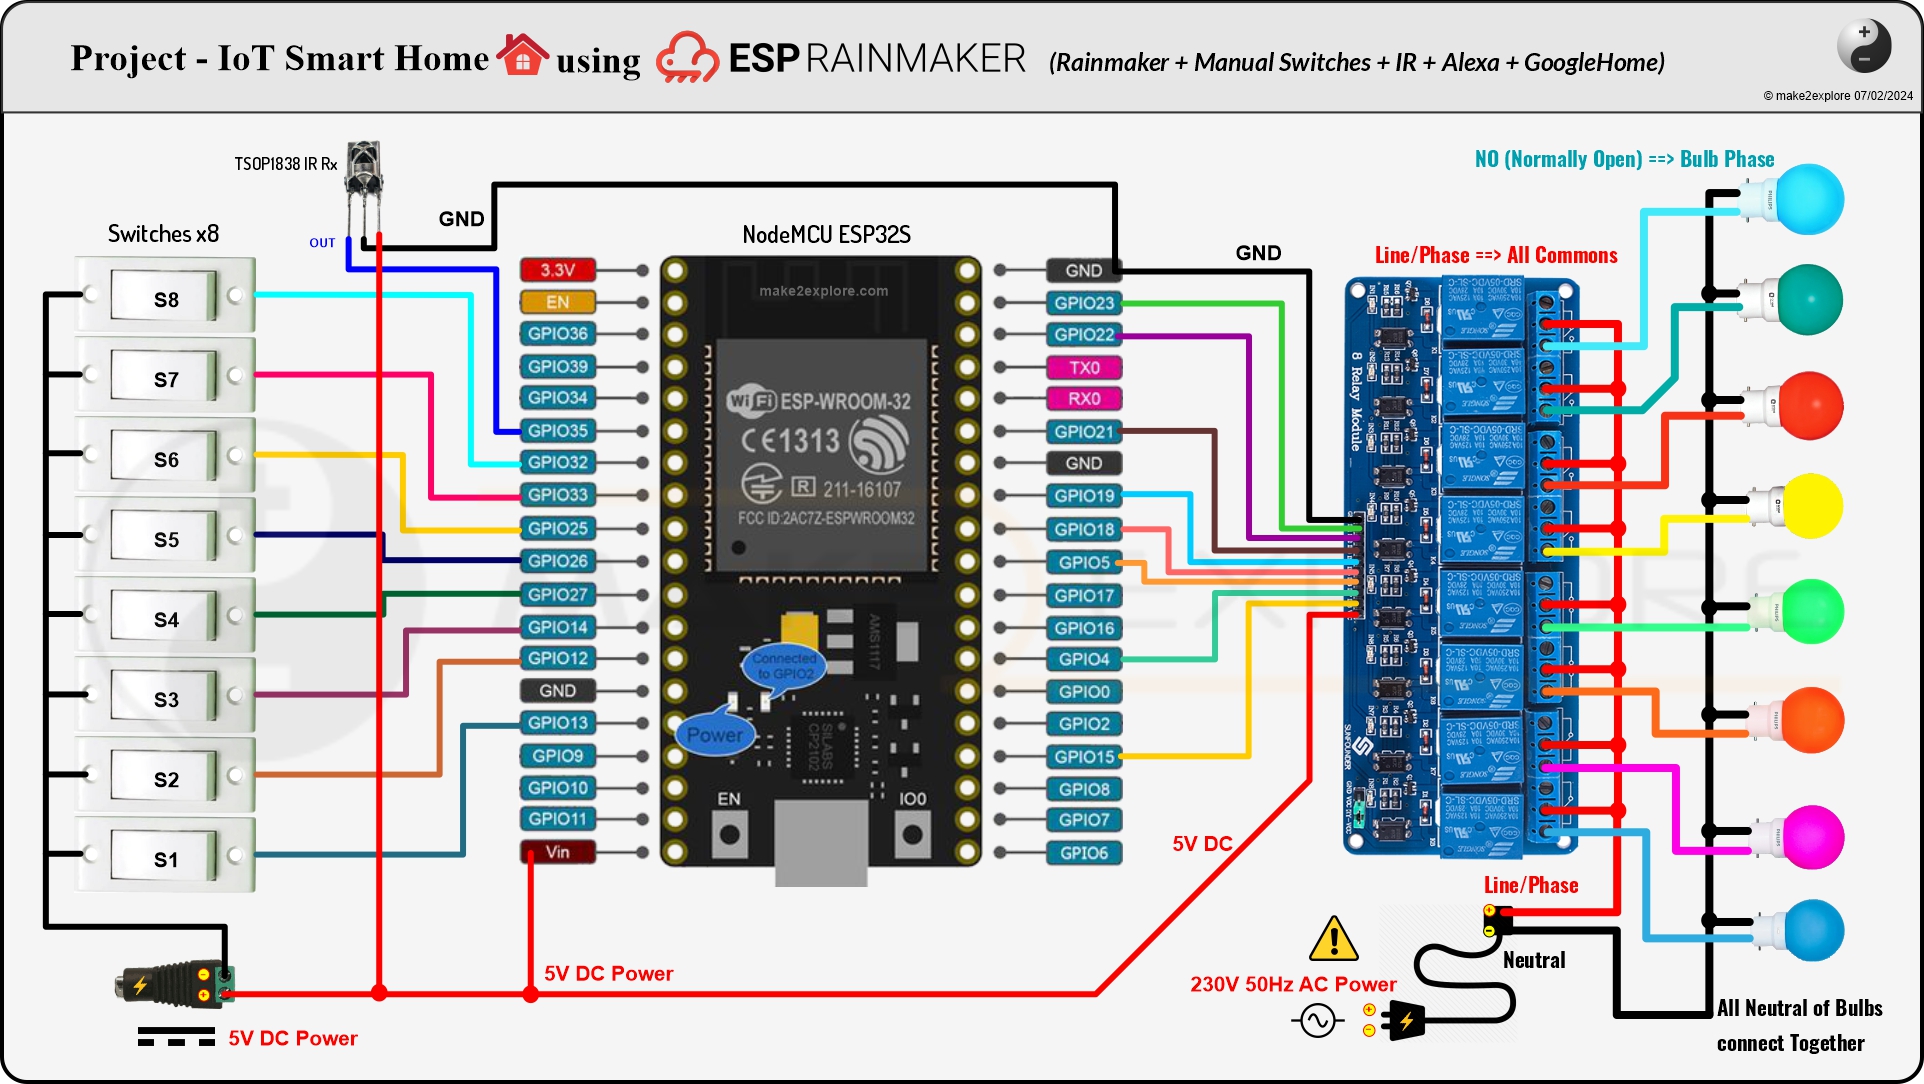 Project - IoT Smart Home using ESP RAINMAKER (Rainmaker + Manual Switches + IR + Alexa + GoogleHome)
© make2explore 07/02/2024
TSOP1838 IR Rx
NO (Normally Open) ==> Bulb Phase
GND
Switches x8
OUT
NodeMCU ESP32S
GND
Line/Phase ==> All Commons
S8
S7
S6
S5
S4
S3
S2
S1
3.3V
EN
GPIO36
GPIO39
GPIO34
GPIO35
GPIO32
GPIO33
GPIO25
GPIO26
GPIO27
GPIO14
GPIO12
GND
GPIO13
GPIO9
GPIO10
GPIO11
Vin
make2explore.com
WiFi ESP-WROOM-32
CE1313
R 211-16107
FCC ID:2AC7Z-ESPWROOM32
AMS1117
Connected
to GPIO2
Power
SILABS
CP2102
EN
IO0
GND
GPIO23
GPIO22
TX0
RX0
GPIO21
GND
GPIO19
GPIO18
GPIO5
GPIO17
GPIO16
GPIO4
GPIO0
GPIO2
GPIO15
GPIO8
GPIO7
GPIO6
8 Relay Module
SUNFOUNDER
SONGLE
SRD-05VDC-SL-C
5V DC
Line/Phase
Neutral
5V DC Power
230V 50Hz AC Power
5V DC Power
All Neutral of Bulbs
connect Together